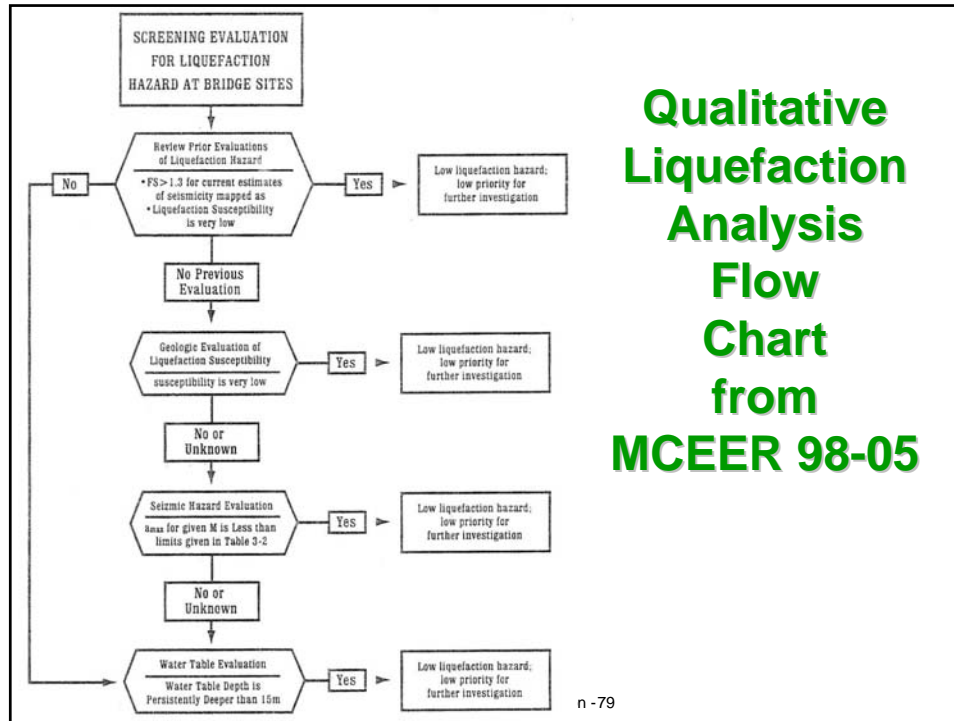 SCREENING EVALUATION
FOR LIQUEFACTION
HAZARD AT BRIDGE SITES
Review Prior Evaluations
of Liquefaction Hazard
•FS>1.3 for current estimates
of seismicity mapped as
•Liquefaction Susceptibility
is very low
No
Yes
Low liquefaction hazard;
low priority for
further investigation
No Previous
Evaluation
Geologic Evaluation of
Liquefaction Susceptibility
susceptibility is very low
Yes
Low liquefaction hazard;
low priority for
further investigation
No or
Unknown
Seizmic Hazard Evaluation
amax for given M is Less than
limits given in Table 3-2
Yes
Low liquefaction hazard;
low priority for
further investigation
No or
Unknown
Water Table Evaluation
Water Table Depth is
Persistently Deeper than 15m
Yes
Low liquefaction hazard;
low priority for
further investigation
Qualitative
Liquefaction
Analysis
Flow
Chart
from
MCEER 98-05
n -79